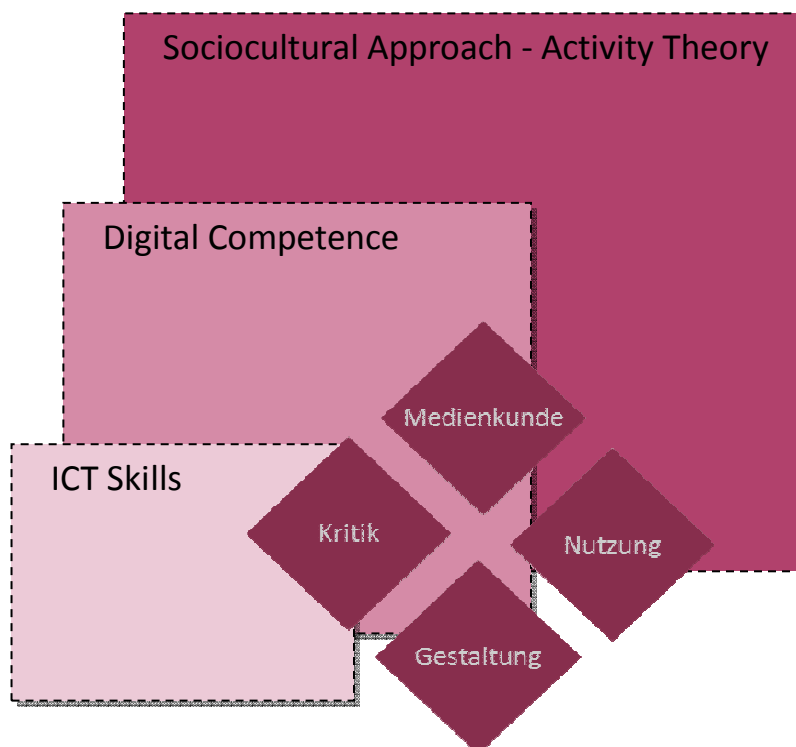 Sociocultural Approach - Activity Theory
Digital Competence
Medienkunde
ICT Skills
Kritik
Nutzung
Gestaltung